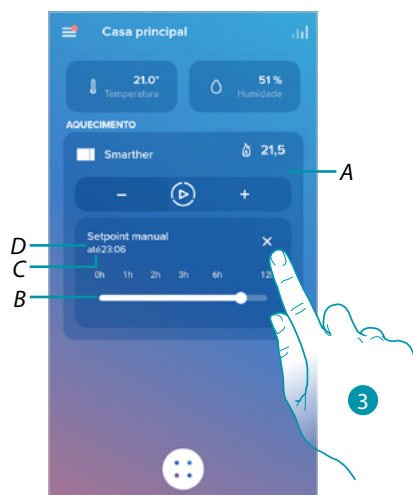 Casa principal
21.0°
Temperatura
51 %
Humidade
AQUECIMENTO
Smarther
21,5
A
Setpoint manual
D
até23:06
C
0h 1h 2h 3h 6h 12h
B
3